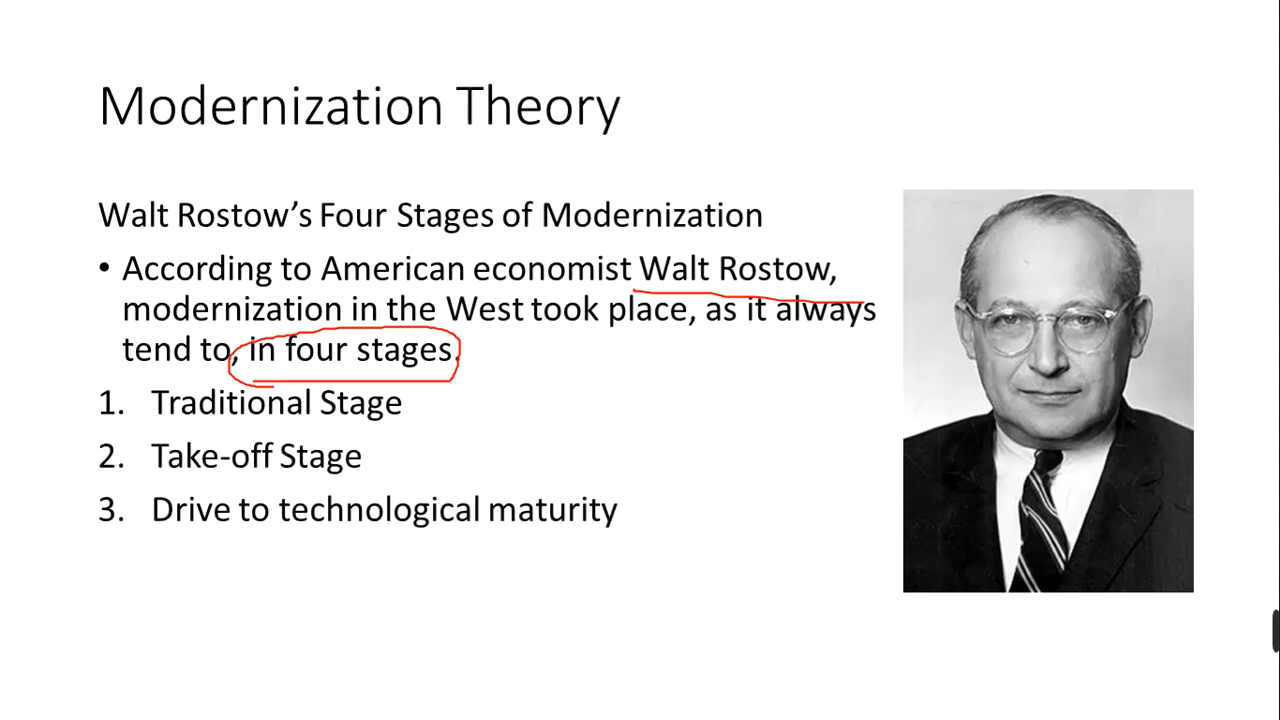 Modernization Theory
Walt Rostow’s Four Stages of Modernization
• According to American economist Walt Rostow,
modernization in the West took place, as it always
tend to, in four stages.
1. Traditional Stage
2. Take-off Stage
3. Drive to technological maturity